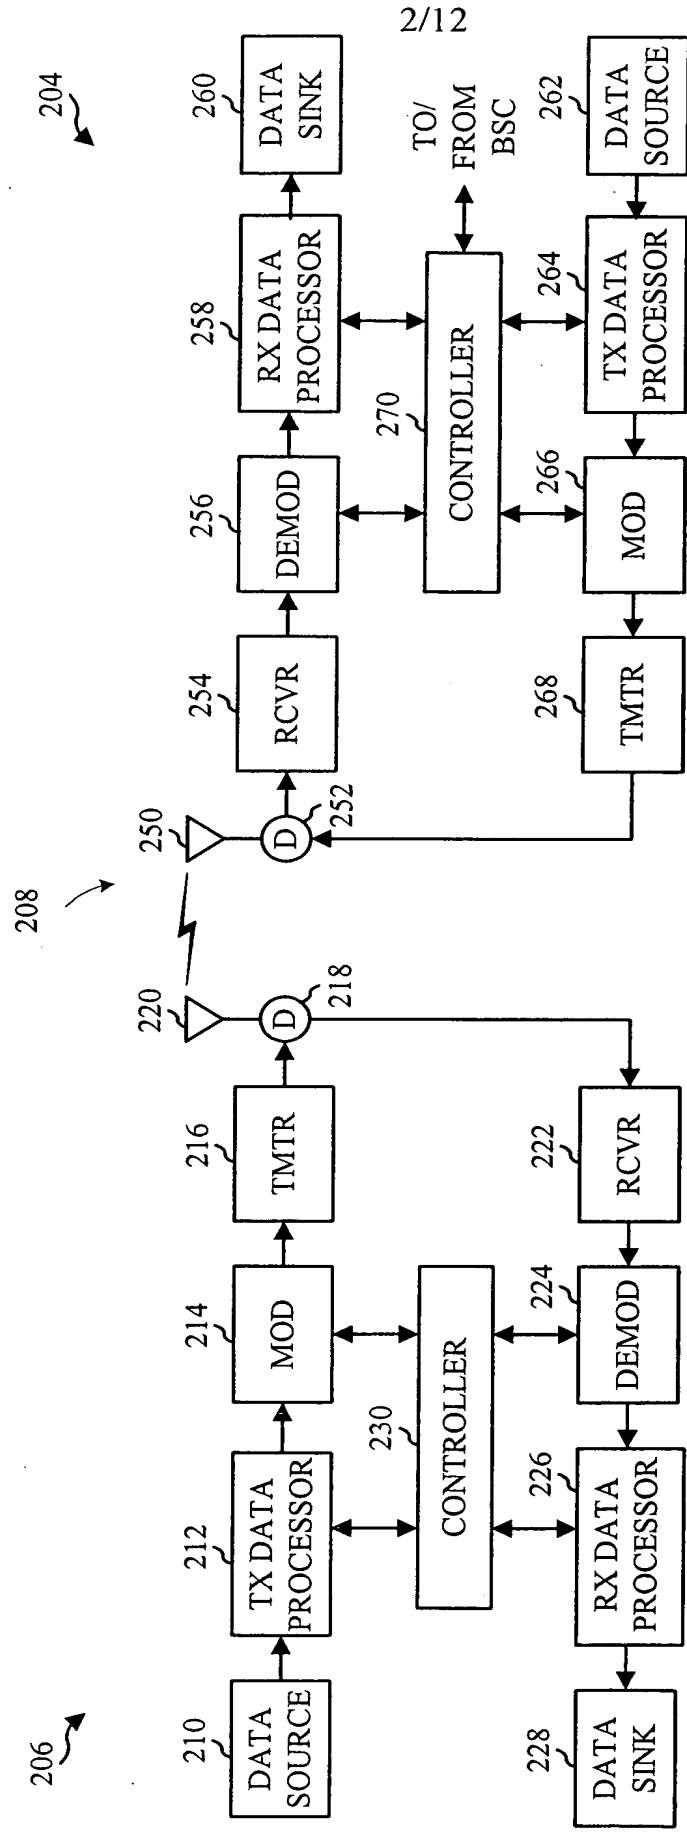 2/12
204
206
208
210
DATA
SOURCE
212
TX DATA
PROCESSOR
214
MOD
216
TMTR
D
218
220
250
D
252
254
RCVR
256
DEMOD
258
RX DATA
PROCESSOR
260
DATA
SINK
230
CONTROLLER
270
CONTROLLER
TO/
FROM
BSC
228
DATA
SINK
226
RX DATA
PROCESSOR
224
DEMOD
222
RCVR
268
TMTR
266
MOD
264
TX DATA
PROCESSOR
262
DATA
SOURCE